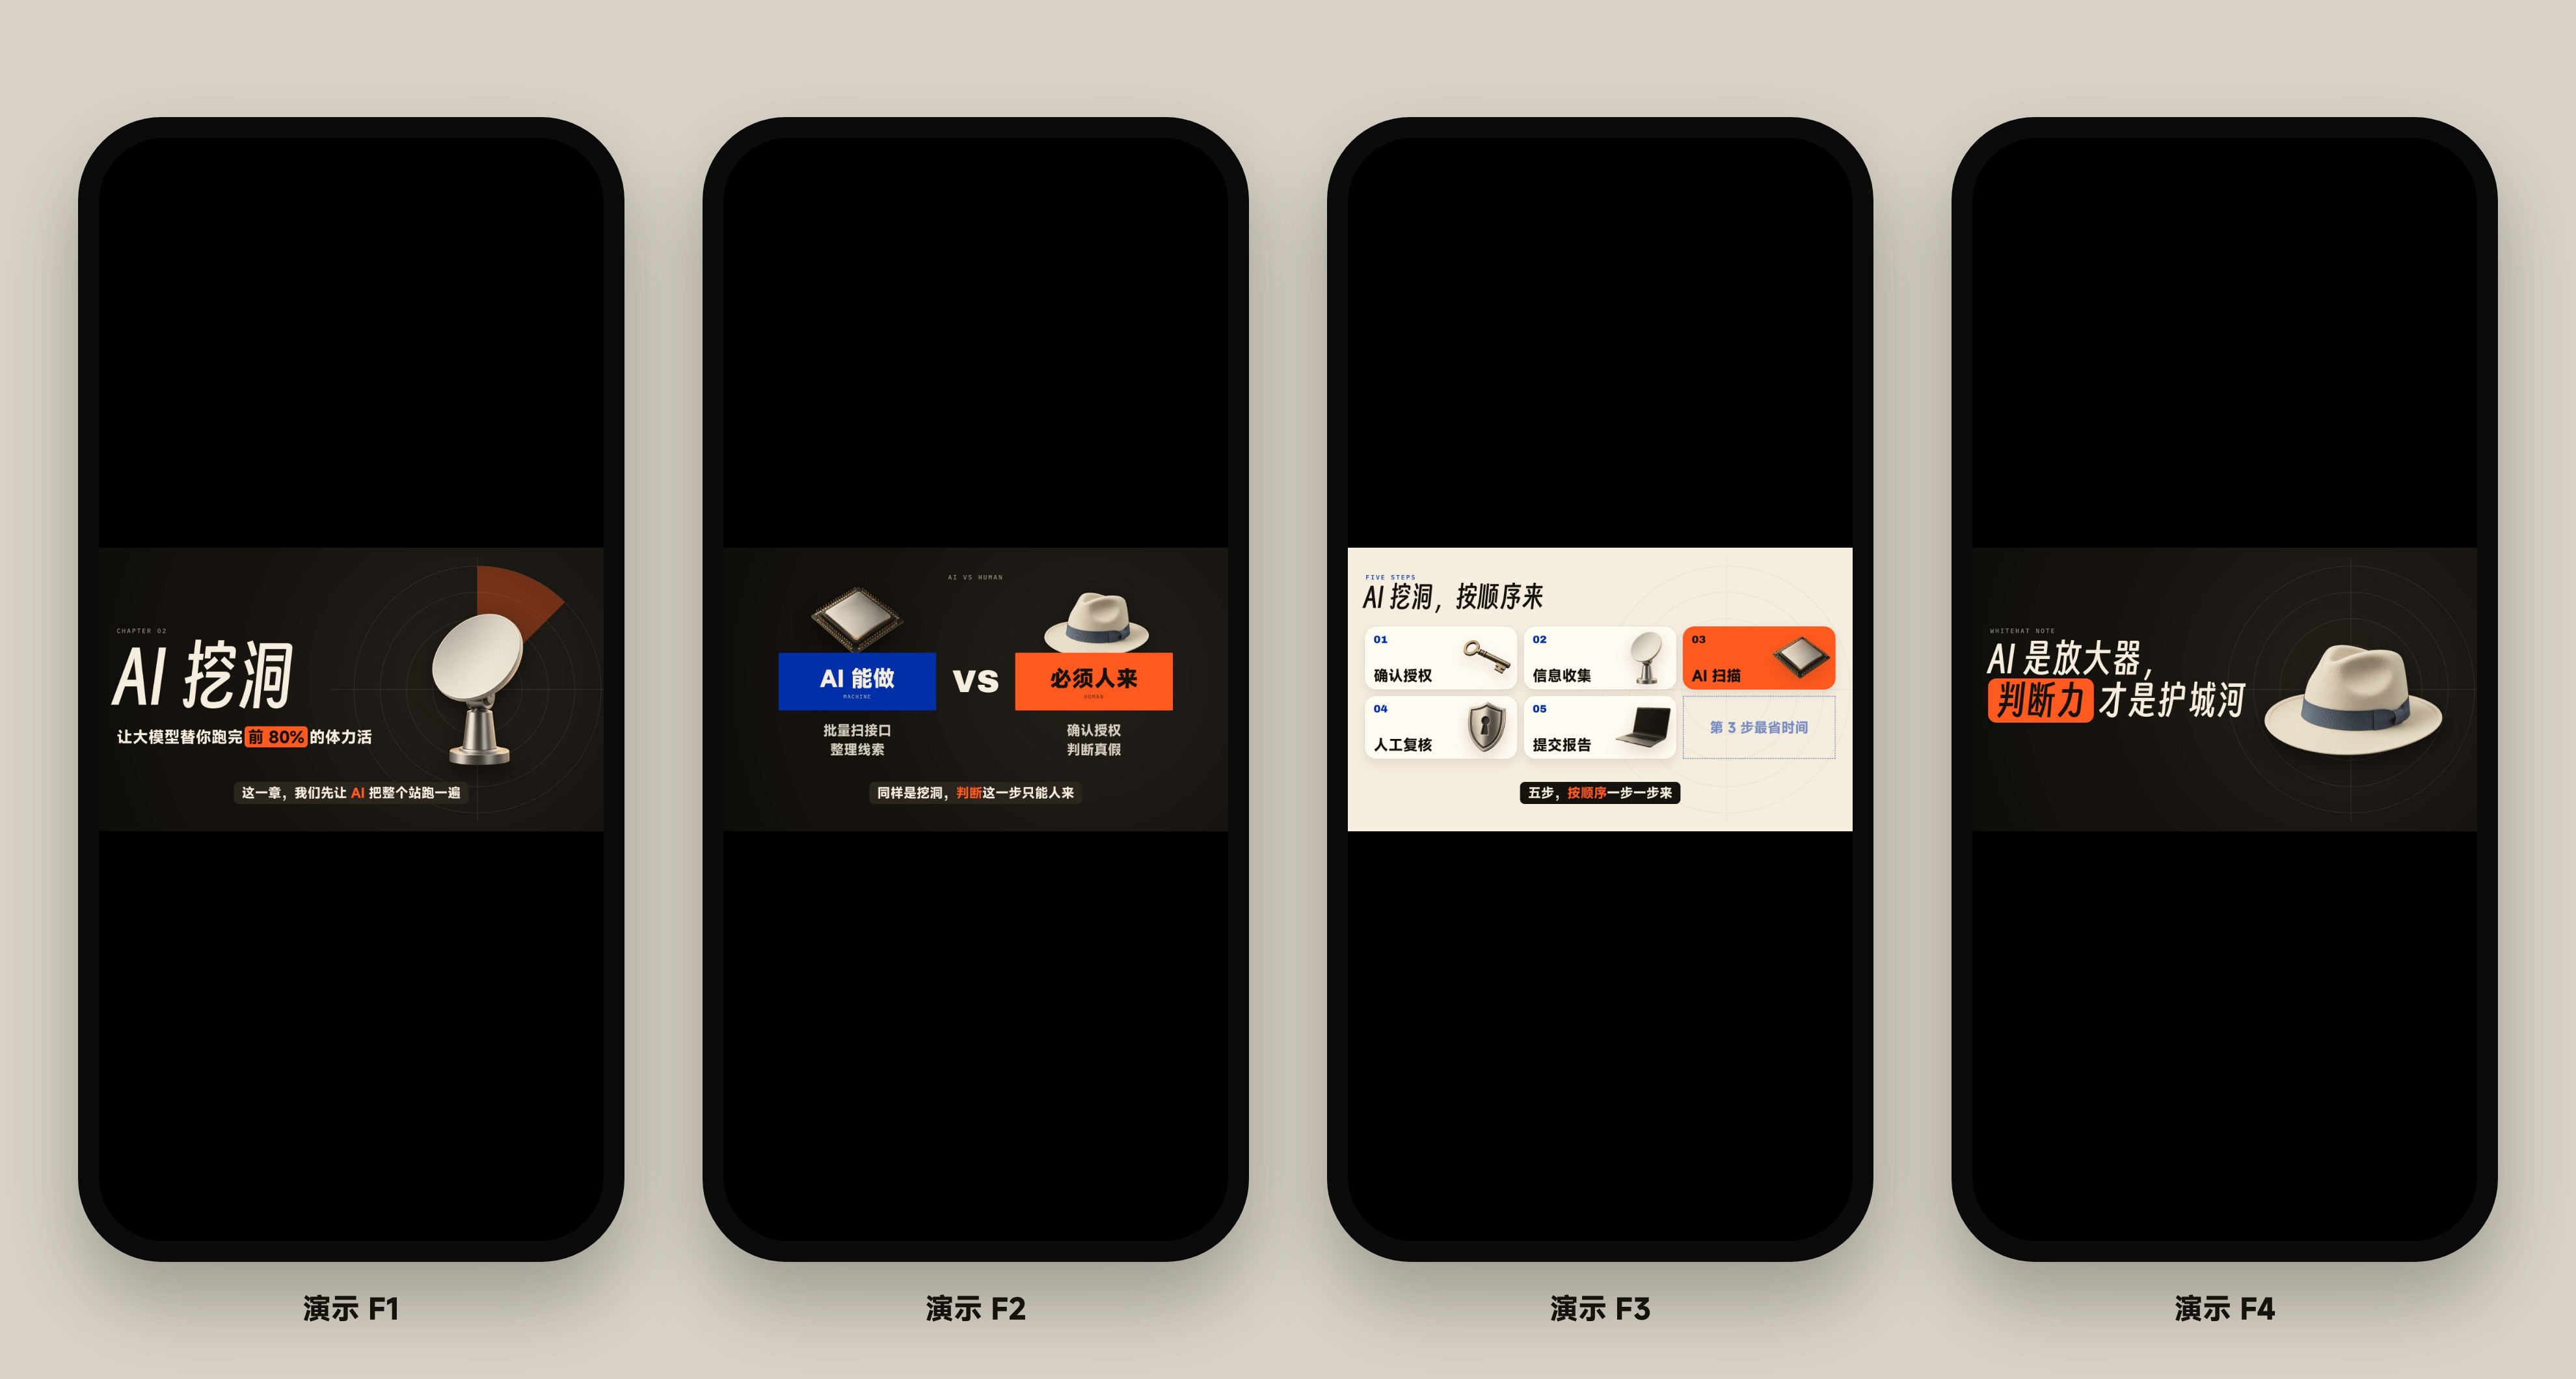 CHAPTER 02
AI 挖洞
让大模型替你跑完 前 80% 的体力活
这一章，我们先让 AI 把整个站跑一遍
演示 F1
AI VS HUMAN
AI 能做
MACHINE
VS
必须人来
HUMAN
批量扫接口
整理线索
确认授权
判断真假
同样是挖洞，判断这一步只能人来
演示 F2
FIVE STEPS
AI 挖洞，按顺序来
01
确认授权
02
信息收集
03
AI 扫描
04
人工复核
05
提交报告
第 3 步最省时间
五步，按顺序一步一步来
演示 F3
WHITEHAT NOTE
AI 是放大器，
判断力 才是护城河
演示 F4